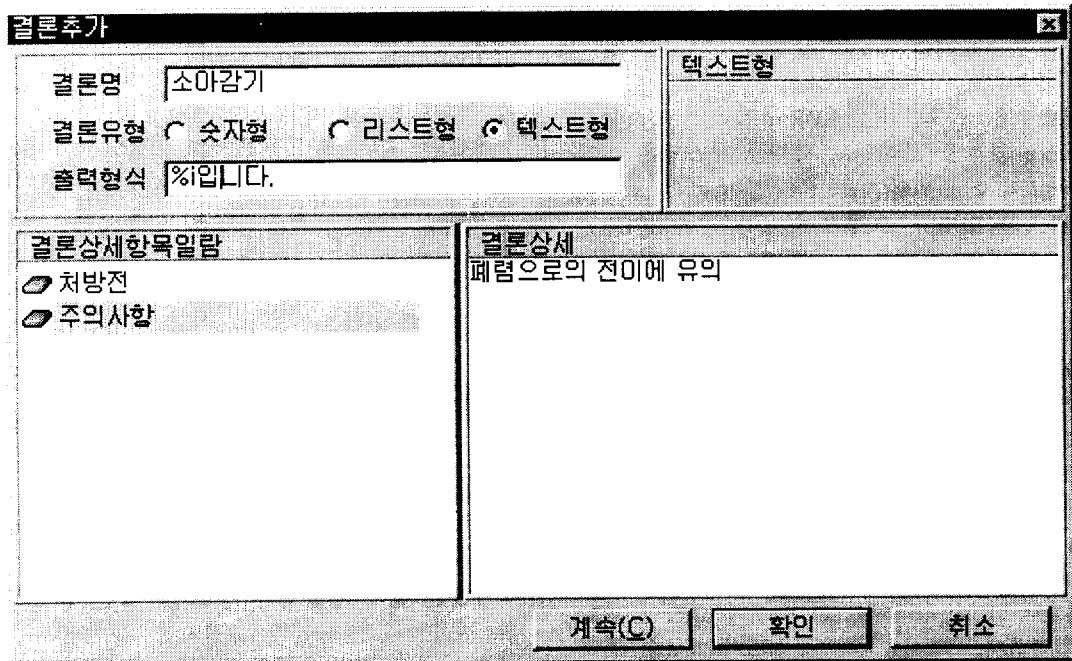 결론추가
결론명 소아감기
결론유형 숫자형 리스트형 텍스트형
출력형식 %i입니다.
텍스트형
결론상세항목일람
처방전
주의사항
결론상세
폐렴으로의 전이에 유의
계속(C) 확인 취소